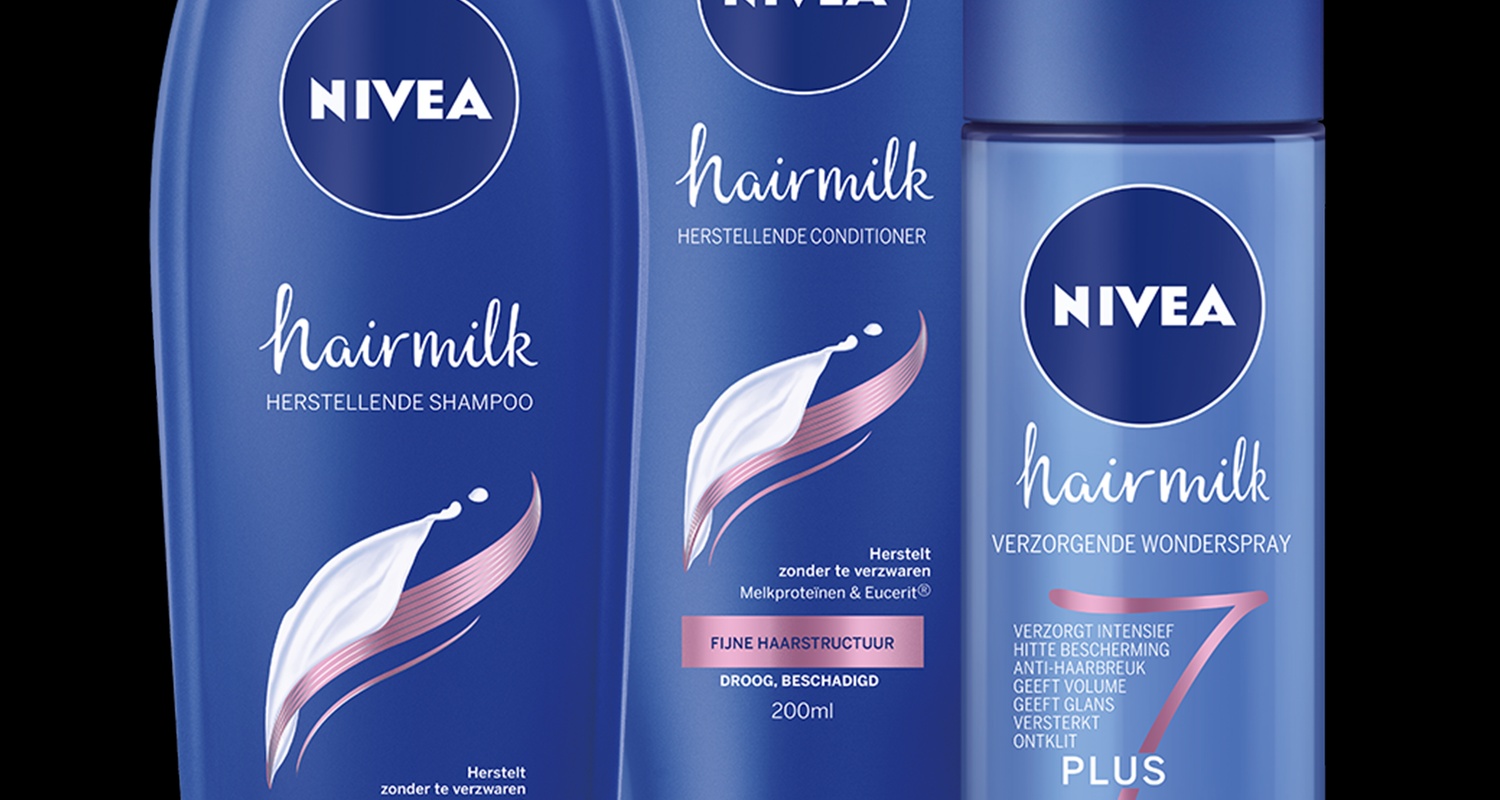 NIVEA
hairmilk
HERSTELLENDE SHAMPOO
Herstelt
zonder te verzwaren
NIVEA
hairmilk
HERSTELLENDE CONDITIONER
Herstelt
zonder te verzwaren
Melkproteïnen & Eucerit®
FIJNE HAARSTRUCTUUR
DROOG, BESCHADIGD
200ml
NIVEA
hairmilk
VERZORGENDE WONDERSPRAY
7
VERZORGT INTENSIEF
HITTE BESCHERMING
ANTI-HAARBREUK
GEEFT VOLUME
GEEFT GLANS
VERSTERKT
ONTKLIT
PLUS